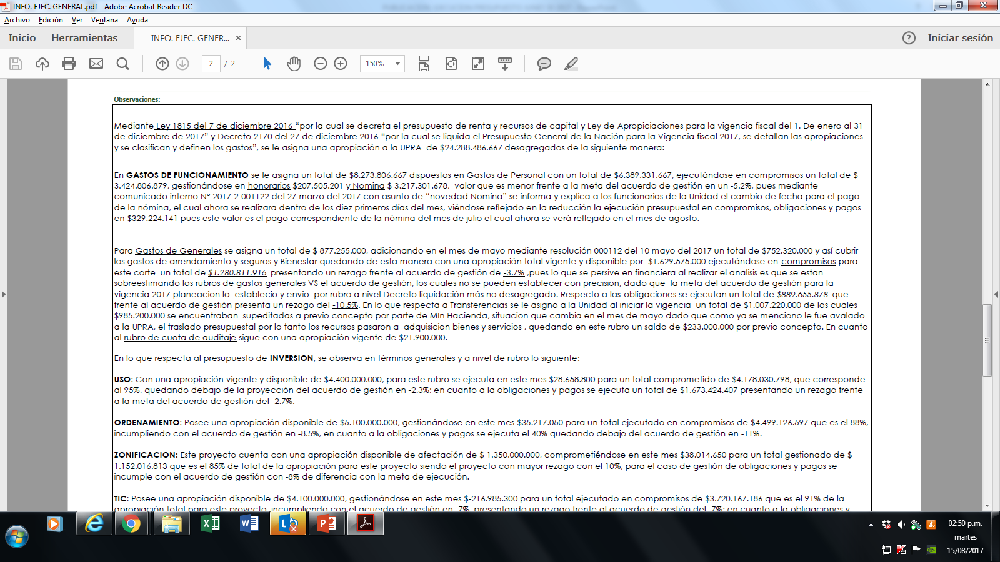 INFO. EJEC. GENERAL.pdf - Adobe Acrobat Reader DC
Archivo Edición Ver Ventana Ayuda
Inicio Herramientas INFO. EJEC. GENER... × ? Iniciar sesión
2 / 2 150%
Observaciones:
Mediante Ley 1815 del 7 de diciembre 2016 “por la cual se decreta el presupuesto de renta y recursos de capital y Ley de Apropiciaciones para la vigencia fiscal del 1. De enero al 31
de diciembre de 2017” y Decreto 2170 del 27 de diciembre 2016 “por la cual se liquida el Presupuesto General de la Nación para la Vigencia fiscal 2017, se detallan las apropiaciones
y se clasifican y definen los gastos”, se le asigna una apropiación a la UPRA de $24.288.486.667 desagregados de la siguiente manera:
En GASTOS DE FUNCIONAMIENTO se le asigna un total de $8.273.806.667 dispuestos en Gastos de Personal con un total de $6.389.331.667, ejecutándose en compromisos un total de $
3.424.806.879, gestionándose en honorarios $207.505.201 y Nomina $ 3.217.301.678, valor que es menor frente a la meta del acuerdo de gestión en un -5.2%, pues mediante
comunicado interno N° 2017-2-001122 del 27 marzo del 2017 con asunto de “novedad Nomina” se informa y explica a los funcionarios de la Unidad el cambio de fecha para el pago
de la nómina, el cual ahora se realizara dentro de los diez primeros días del mes, viéndose reflejado en la reducción la ejecución presupuestal en compromisos, obligaciones y pagos
en $329.224.141 pues este valor es el pago correspondiente de la nómina del mes de julio el cual ahora se verá reflejado en el mes de agosto.
Para Gastos de Generales se asigna un total de $ 877.255.000, adicionando en el mes de mayo mediante resolución 000112 del 10 mayo del 2017 un total de $752.320.000 y así cubrir
los gastos de arrendamiento y seguros y Bienestar quedando de esta manera con una apropiación total vigente y disponible por $1.629.575.000 ejecutándose en compromisos para
este corte un total de $1.280.811.916 presentando un rezago frente al acuerdo de gestión de -3.7% ,pues lo que se persive en financiera al realizar el analisis es que se estan
sobreestimando los rubros de gastos generales VS el acuerdo de gestión, los cuales no se pueden establecer con precision, dado que la meta del acuerdo de gestión para la
vigencia 2017 planeacion lo establecio y envio por rubro a nivel Decreto liquidación más no desagregado. Respecto a las obligaciones se ejecutan un total de $889.655.878 que
frente al acuerdo de gestión presenta un rezago del -10.5%. En lo que respecta a Transferencias se le asigno a la Unidad al iniciar la vigencia un total de $1.007.220.000 de los cuales
$985.200.000 se encuentraban supeditadas a previo concepto por parte de MIn Hacienda, situacion que cambia en el mes de mayo dado que como ya se menciono le fue avalado
a la UPRA, el traslado presupuestal por lo tanto los recursos pasaron a adquisicion bienes y servicios , quedando en este rubro un saldo de $233.000.000 por previo concepto. En cuanto
al rubro de cuota de auditaje sigue con una apropiación vigente de $21.900.000.
En lo que respecta al presupuesto de INVERSION, se observa en términos generales y a nivel de rubro lo siguiente:
USO: Con una apropiación vigente y disponible de $4.400.000.000, para este rubro se ejecuta en este mes $28.658.800 para un total comprometido de $4.178.030.798, que corresponde
al 95%, quedando debajo de la proyección del acuerdo de gestión en -2.3%; en cuanto a la obligaciones y pagos se ejecuta un total de $1.673.424.407 presentando un rezago frente
a la meta del acuerdo de gestión del -2.7%.
ORDENAMIENTO: Posee una apropiación disponible de $5.100.000.000, gestionándose en este mes $35.217.050 para un total ejecutado en compromisos de $4.499.126.597 que es el 88%,
incumpliendo con el acuerdo de gestión en -8.5%, en cuanto a la obligaciones y pagos se ejecuta el 40% quedando debajo del acuerdo de gestión en -11%.
ZONIFICACION: Este proyecto cuenta con una apropiación disponible de afectación de $ 1.350.000.000, comprometiéndose en este mes $38.014.650 para un total gestionado de $
1.152.016.813 que es el 85% de total de la apropiación para este proyecto siendo el proyecto con mayor rezago con el 10%, para el caso de gestión de obligaciones y pagos se
incumple con el acuerdo de gestión con -8% de diferencia con la meta de ejecución.
TIC: Posee una apropiación disponible de $4.100.000.000, gestionándose en este mes $-216.985.300 para un total ejecutado en compromisos de $3.720.167.186 que es el 91% de la
apropiación total para este proyecto, incumpliendo con el acuerdo de gestión en -7%, presentando un rezago frente al acuerdo de gestión del -7%; en cuanto a la obligaciones y
02:50 p.m.
martes
15/08/2017